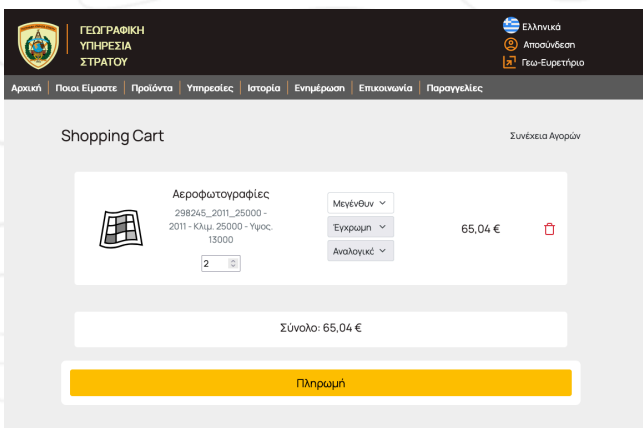 ΓΕΩΓΡΑΦΙΚΗ
ΥΠΗΡΕΣΙΑ
ΣΤΡΑΤΟΥ
Ελληνικά
Αποσύνδεση
Γεω-Ευρετήριο
Αρχική Ποιοι Είμαστε Προϊόντα Υπηρεσίες Ιστορία Ενημέρωση Επικοινωνία Παραγγελίες
Shopping Cart
Συνέχεια Αγορών
Αεροφωτογραφίες
298245_2011_25000 -
2011 - Κλιμ. 25000 - Υψος.
13000
2
Μεγένθυν
Έγχρωμη
Αναλογικό
65,04 €
Σύνολο: 65,04 €
Πληρωμή